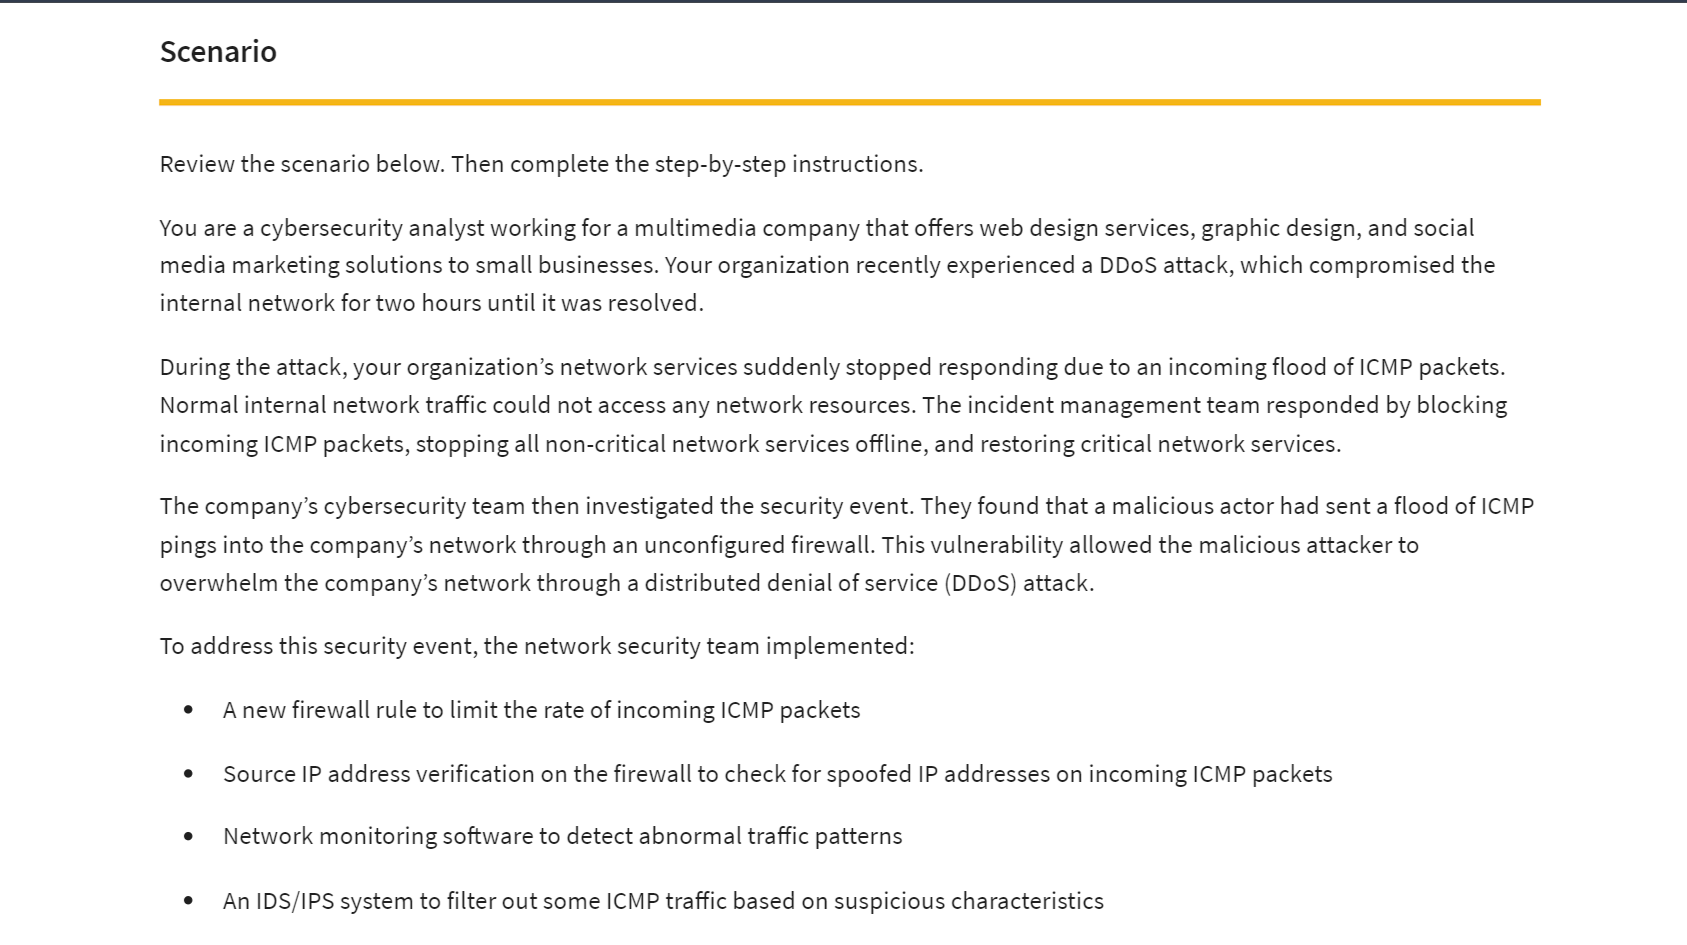 Scenario
Review the scenario below. Then complete the step-by-step instructions.
You are a cybersecurity analyst working for a multimedia company that offers web design services, graphic design, and social
media marketing solutions to small businesses. Your organization recently experienced a DDoS attack, which compromised the
internal network for two hours until it was resolved.
During the attack, your organization’s network services suddenly stopped responding due to an incoming flood of ICMP packets.
Normal internal network traffic could not access any network resources. The incident management team responded by blocking
incoming ICMP packets, stopping all non-critical network services offline, and restoring critical network services.
The company’s cybersecurity team then investigated the security event. They found that a malicious actor had sent a flood of ICMP
pings into the company’s network through an unconfigured firewall. This vulnerability allowed the malicious attacker to
overwhelm the company’s network through a distributed denial of service (DDoS) attack.
To address this security event, the network security team implemented:
• A new firewall rule to limit the rate of incoming ICMP packets
• Source IP address verification on the firewall to check for spoofed IP addresses on incoming ICMP packets
• Network monitoring software to detect abnormal traffic patterns
• An IDS/IPS system to filter out some ICMP traffic based on suspicious characteristics